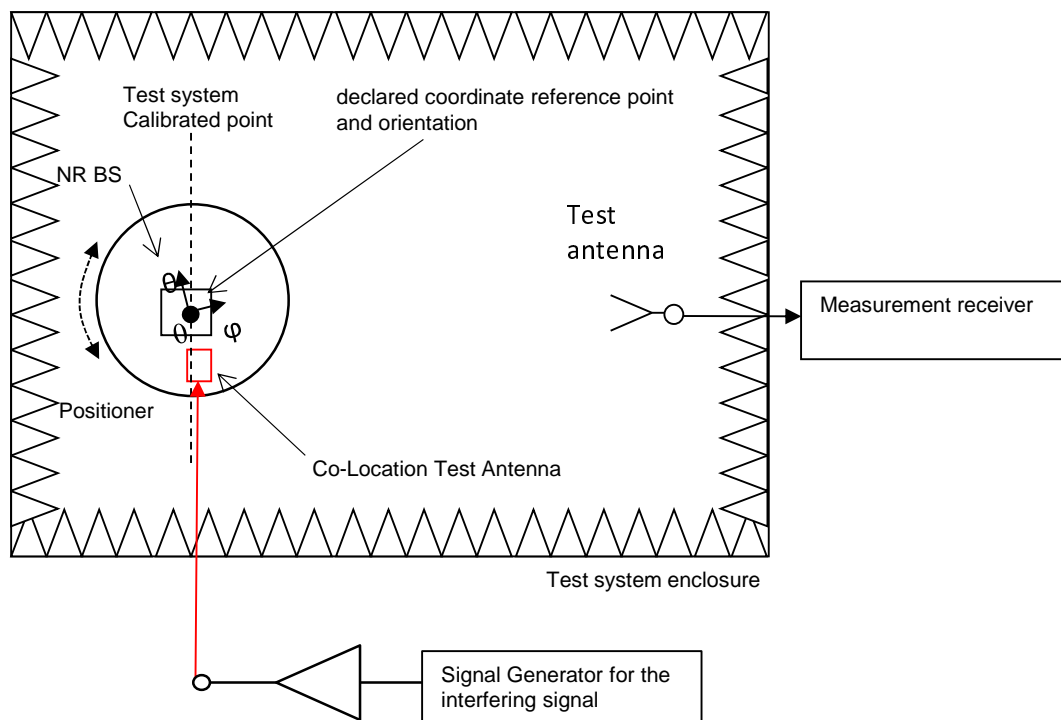 Test system
Calibrated point
declared coordinate reference point
and orientation
NR BS
Test
antenna
Measurement receiver
θ
θ
φ
Positioner
Co-Location Test Antenna
Test system enclosure
Signal Generator for the
interfering signal